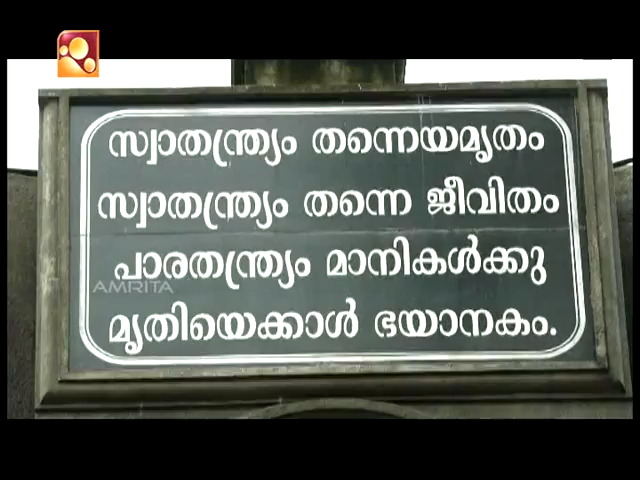 സ്വാതന്ത്ര്യം തന്നെയമൃതം
സ്വാതന്ത്ര്യം തന്നെ ജീവിതം
പാരതന്ത്ര്യം മാനികൾക്കു
AMRITA
മൃതിയെക്കാൾ ഭയാനകം.